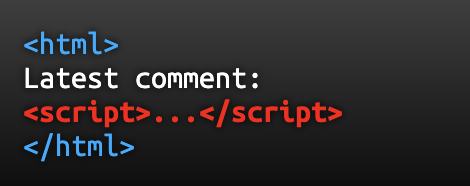 <html>
Latest comment:
<script>...</script>
</html>